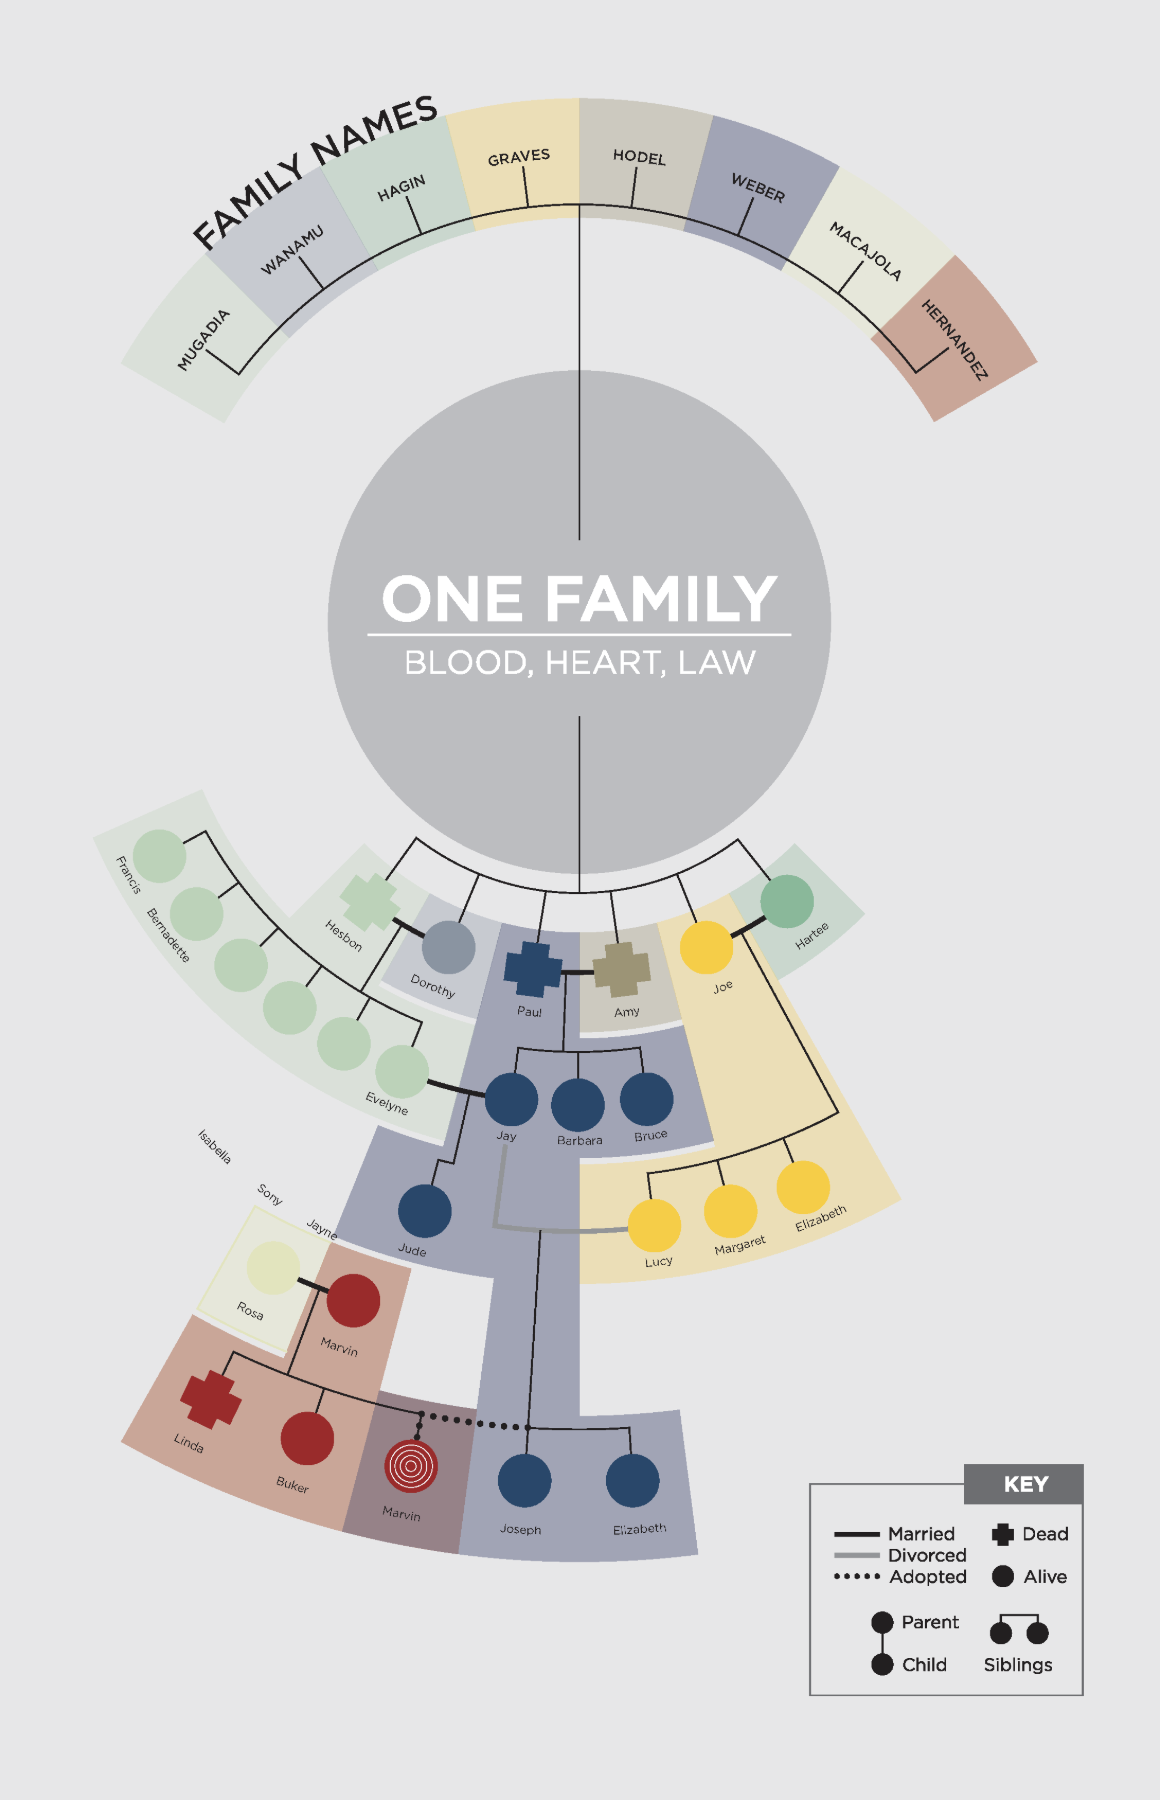 FAMILY NAMES
MUGADIA
WANAMU
HAGIN
GRAVES
HODEL
WEBER
MACAJOLA
HERNANDEZ
ONE FAMILY
BLOOD, HEART, LAW
Francis
Bernadette
Hesbon
Dorothy
Paul
Amy
Joe
Hartee
Evelyne
Jay
Barbara
Bruce
Isabella
Sony
Jayne
Jude
Lucy
Margaret
Elizabeth
Rosa
Marvin
Linda
Buker
Marvin
Joseph
Elizabeth
KEY
Married
Divorced
Adopted
Dead
Alive
Parent
Child
Siblings